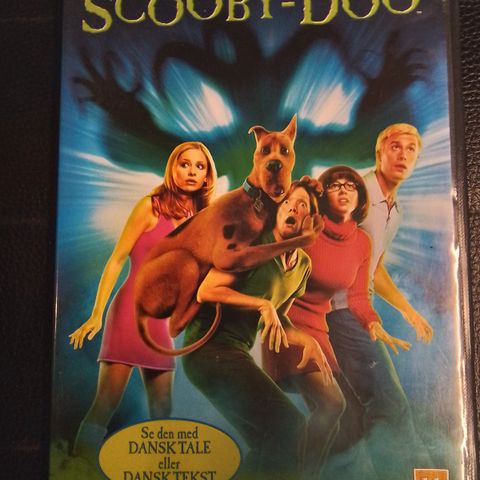 SCOOBY-DOO
Se den med
DANSK TALE
eller
DANSK TEKST